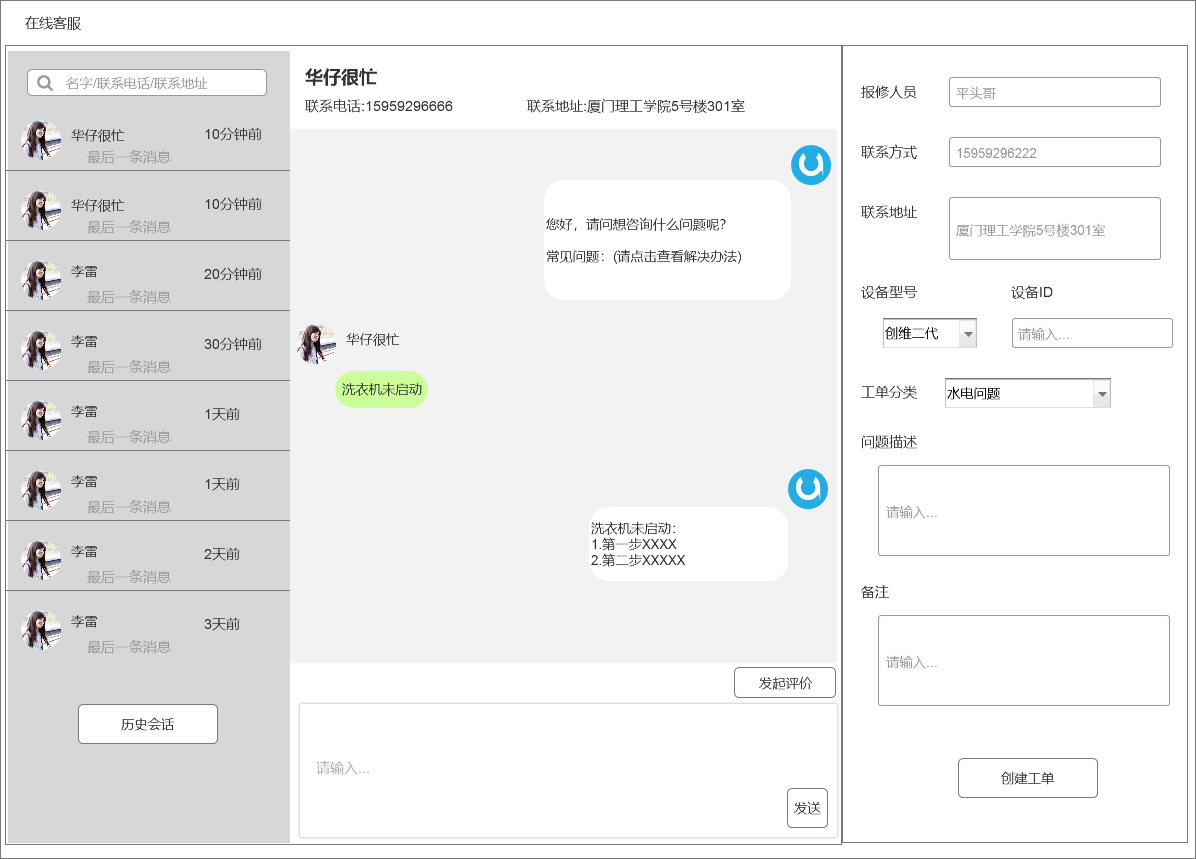 在线客服
名字/联系电话/联系地址
华仔很忙 10分钟前
最后一条消息
华仔很忙 10分钟前
最后一条消息
李雷 20分钟前
最后一条消息
李雷 30分钟前
最后一条消息
李雷 1天前
最后一条消息
李雷 1天前
最后一条消息
李雷 2天前
最后一条消息
李雷 3天前
最后一条消息
历史会话
华仔很忙
联系电话:15959296666 联系地址:厦门理工学院5号楼301室
您好，请问想咨询什么问题呢?
常见问题：(请点击查看解决办法)
华仔很忙
洗衣机未启动
洗衣机未启动：
1.第一步XXXX
2.第二步XXXXX
发起评价
请输入...
发送
报修人员 平头哥
联系方式 15959296222
联系地址 厦门理工学院5号楼301室
设备型号 设备ID
创维二代 请输入...
工单分类 水电问题
问题描述
请输入...
备注
请输入...
创建工单